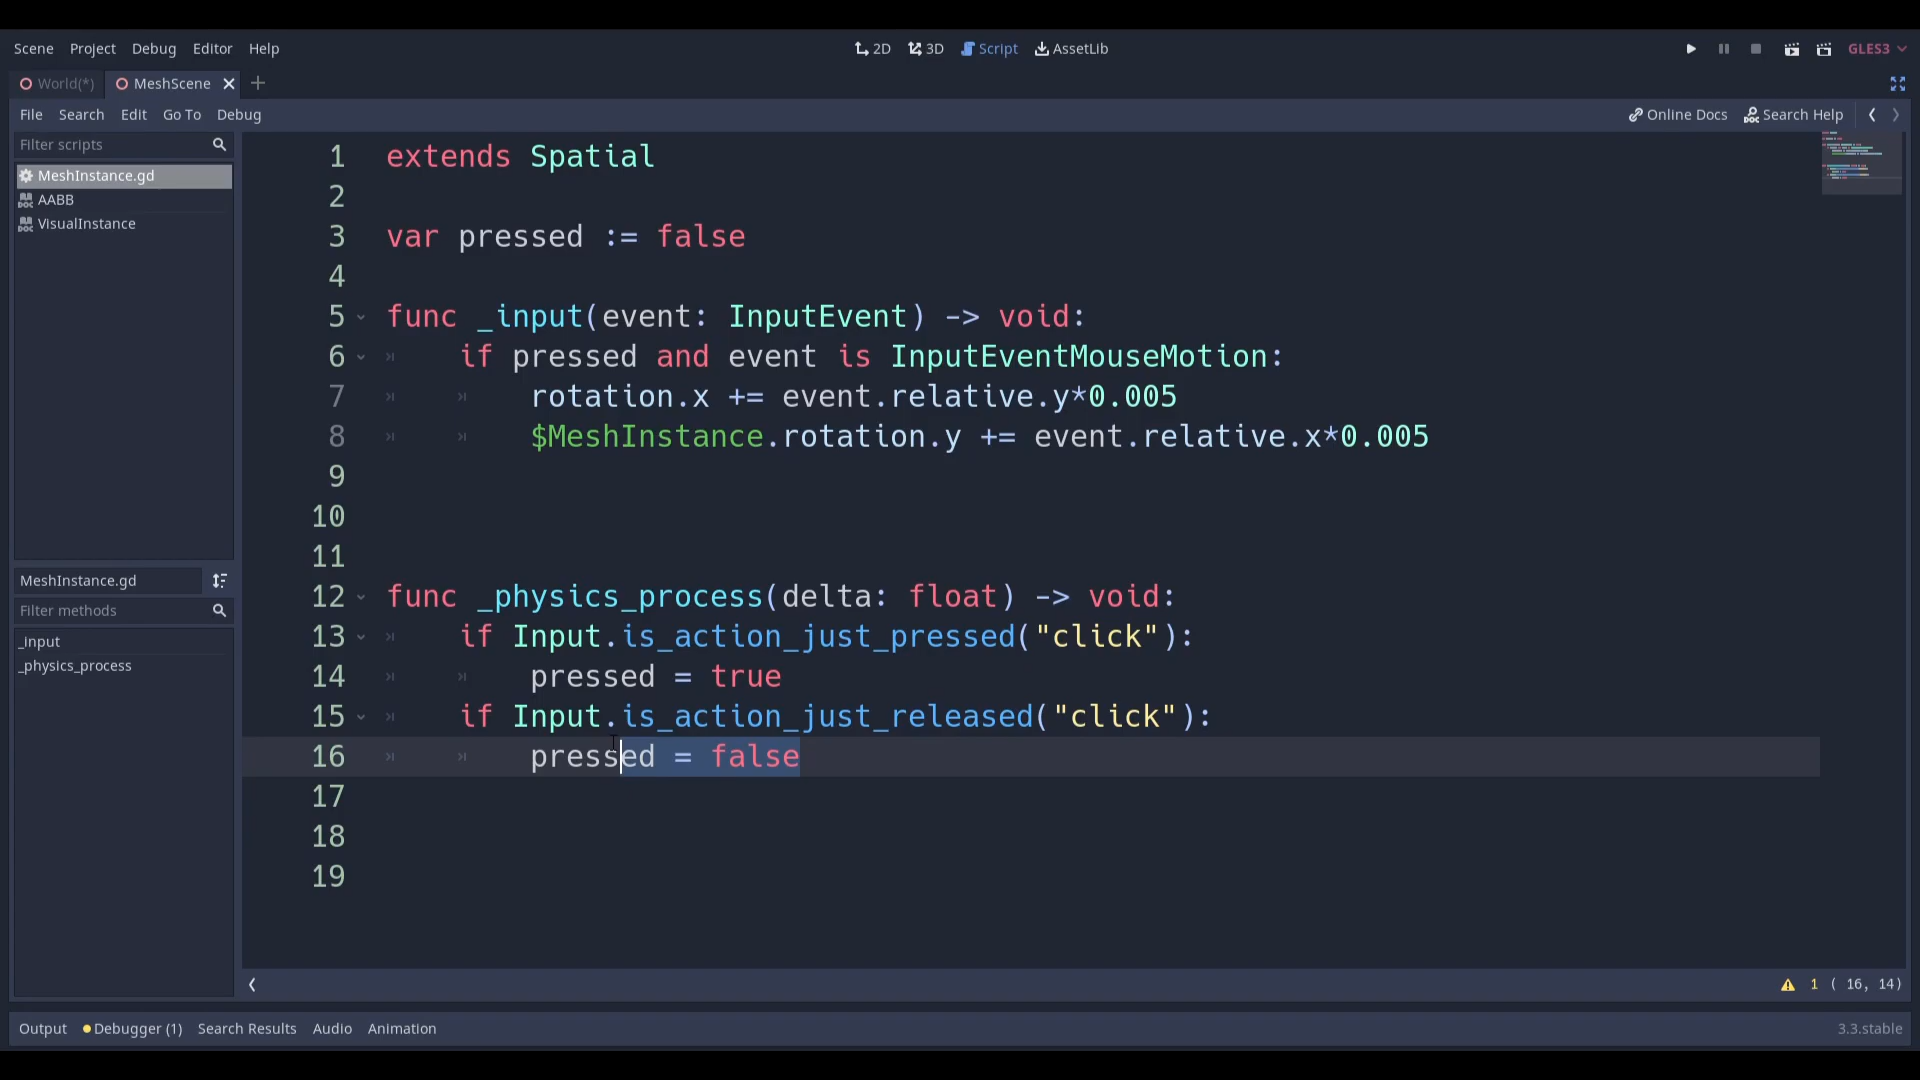 Scene Project Debug Editor Help 2D 3D Script AssetLib GLES3
World(*) MeshScene
File Search Edit Go To Debug Online Docs Search Help
Filter scripts
MeshInstance.gd
AABB
VisualInstance
MeshInstance.gd
Filter methods
_input
_physics_process
1 extends Spatial
2
3 var pressed := false
4
5 func _input(event: InputEvent) -> void:
6 if pressed and event is InputEventMouseMotion:
7 rotation.x += event.relative.y*0.005
8 $MeshInstance.rotation.y += event.relative.x*0.005
9
10
11
12 func _physics_process(delta: float) -> void:
13 if Input.is_action_just_pressed("click"):
14 pressed = true
15 if Input.is_action_just_released("click"):
16 pressed = false
17
18
19
1 ( 16, 14)
Output Debugger (1) Search Results Audio Animation 3.3.stable